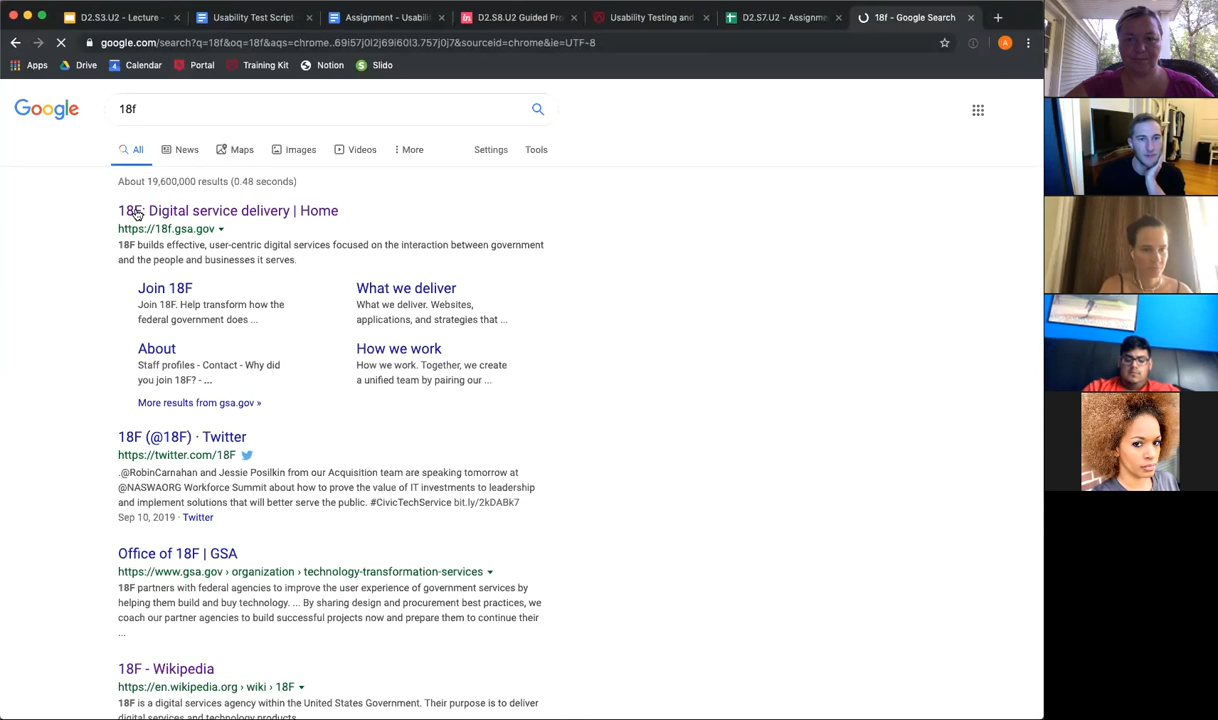 D2.S3.U2 - Lecture -
Usability Test Script
Assignment - Usabili
D2.S8.U2 Guided Pro
Usability Testing and
D2.S7.U2 - Assignme
18f - Google Search
google.com/search?q=18f&oq=18f&aqs=chrome..69i57j0l2j69i60l3.757j0j7&sourceid=chrome&ie=UTF-8
A
Apps
Drive
Calendar
Portal
Training Kit
Notion
Slido
Google
18f
All
News
Maps
Images
Videos
More
Settings
Tools
About 19,600,000 results (0.48 seconds)
18F: Digital service delivery | Home
https://18f.gsa.gov
18F builds effective, user-centric digital services focused on the interaction between government
and the people and businesses it serves.
Join 18F
Join 18F. Help transform how the
federal government does ...
What we deliver
What we deliver. Websites,
applications, and strategies that ...
About
Staff profiles - Contact - Why did
you join 18F? - ...
How we work
How we work. Together, we create
a unified team by pairing our ...
More results from gsa.gov »
18F (@18F) · Twitter
https://twitter.com/18F
.@RobinCarnahan and Jessie Posilkin from our Acquisition team are speaking tomorrow at
@NASWAORG Workforce Summit about how to prove the value of IT investments to leadership
and implement solutions that will better serve the public. #CivicTechService bit.ly/2kDABk7
Sep 10, 2019 · Twitter
Office of 18F | GSA
https://www.gsa.gov › organization › technology-transformation-services
18F partners with federal agencies to improve the user experience of government services by
helping them build and buy technology. ... By sharing design and procurement best practices, we
coach our partner agencies to build successful projects now and prepare them to continue their
...
18F - Wikipedia
https://en.wikipedia.org › wiki › 18F
18F is a digital services agency within the United States Government. Their purpose is to deliver
digital services and technology products.